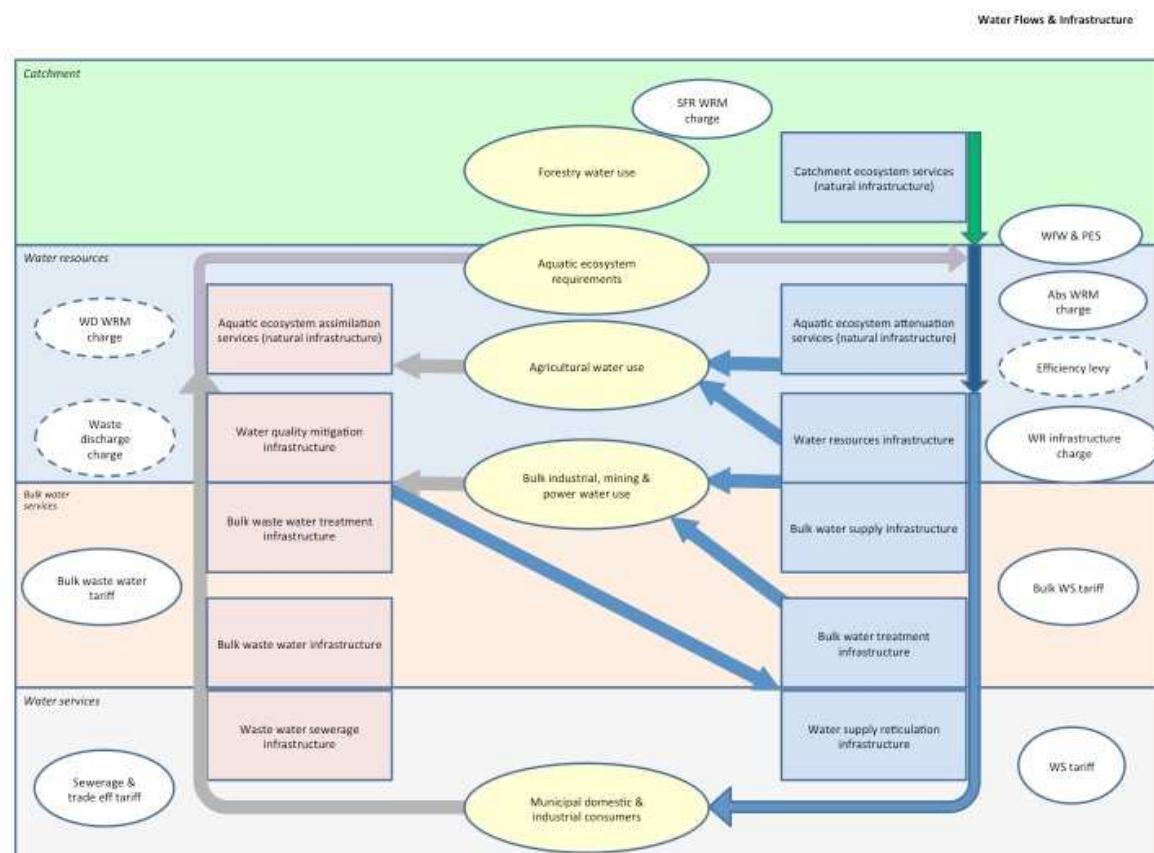 Water Flows & Infrastructure
Catchment
SFR WRM
charge
Forestry water use
Catchment ecosystem services
(natural infrastructure)
WFW & PES
Water resources
Aquatic ecosystem
requirements
WD WRM
charge
Aquatic ecosystem assimilation
services (natural infrastructure)
Agricultural water use
Aquatic ecosystem attenuation
services (natural infrastructure)
Abs WRM
charge
Efficiency levy
Waste
discharge
charge
Water quality mitigation
infrastructure
Water resources infrastructure
WR infrastructure
charge
Bulk industrial, mining &
power water use
Bulk water
services
Bulk waste water treatment
infrastructure
Bulk water supply infrastructure
Bulk waste water
tariff
Bulk WS tariff
Bulk waste water infrastructure
Bulk water treatment
infrastructure
Water services
Waste water sewerage
infrastructure
Water supply reticulation
infrastructure
Sewerage &
trade eff tariff
WS tariff
Municipal domestic &
industrial consumers